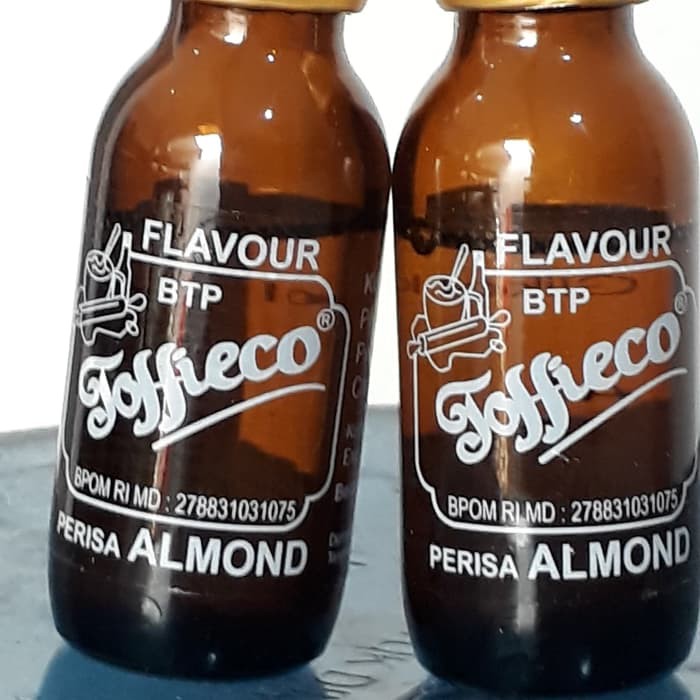 FLAVOUR
BTP
Toffieco®
BPOM RI MD : 278831031075
PERISA ALMOND
FLAVOUR
BTP
Toffieco®
BPOM RI MD : 278831031075
PERISA ALMOND